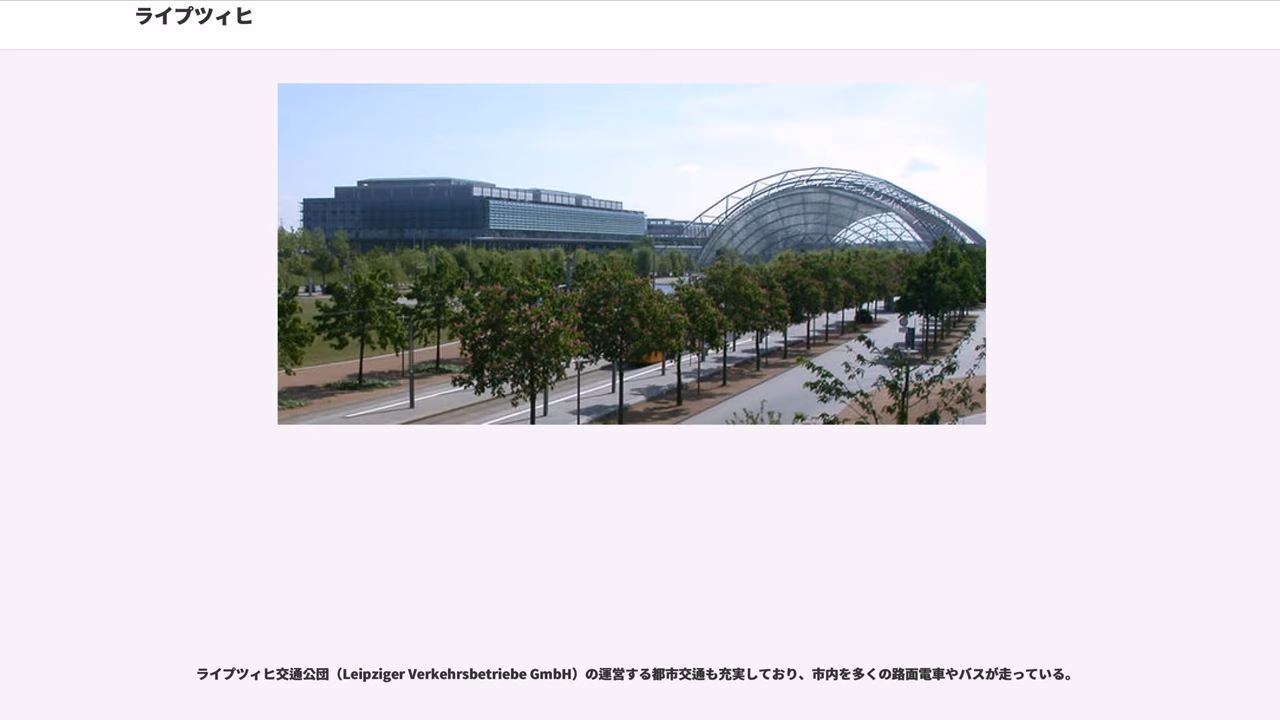 ライプツィヒ
ライプツィヒ交通公団（Leipziger Verkehrsbetriebe GmbH）の運営する都市交通も充実しており、市内を多くの路面電車やバスが走っている。